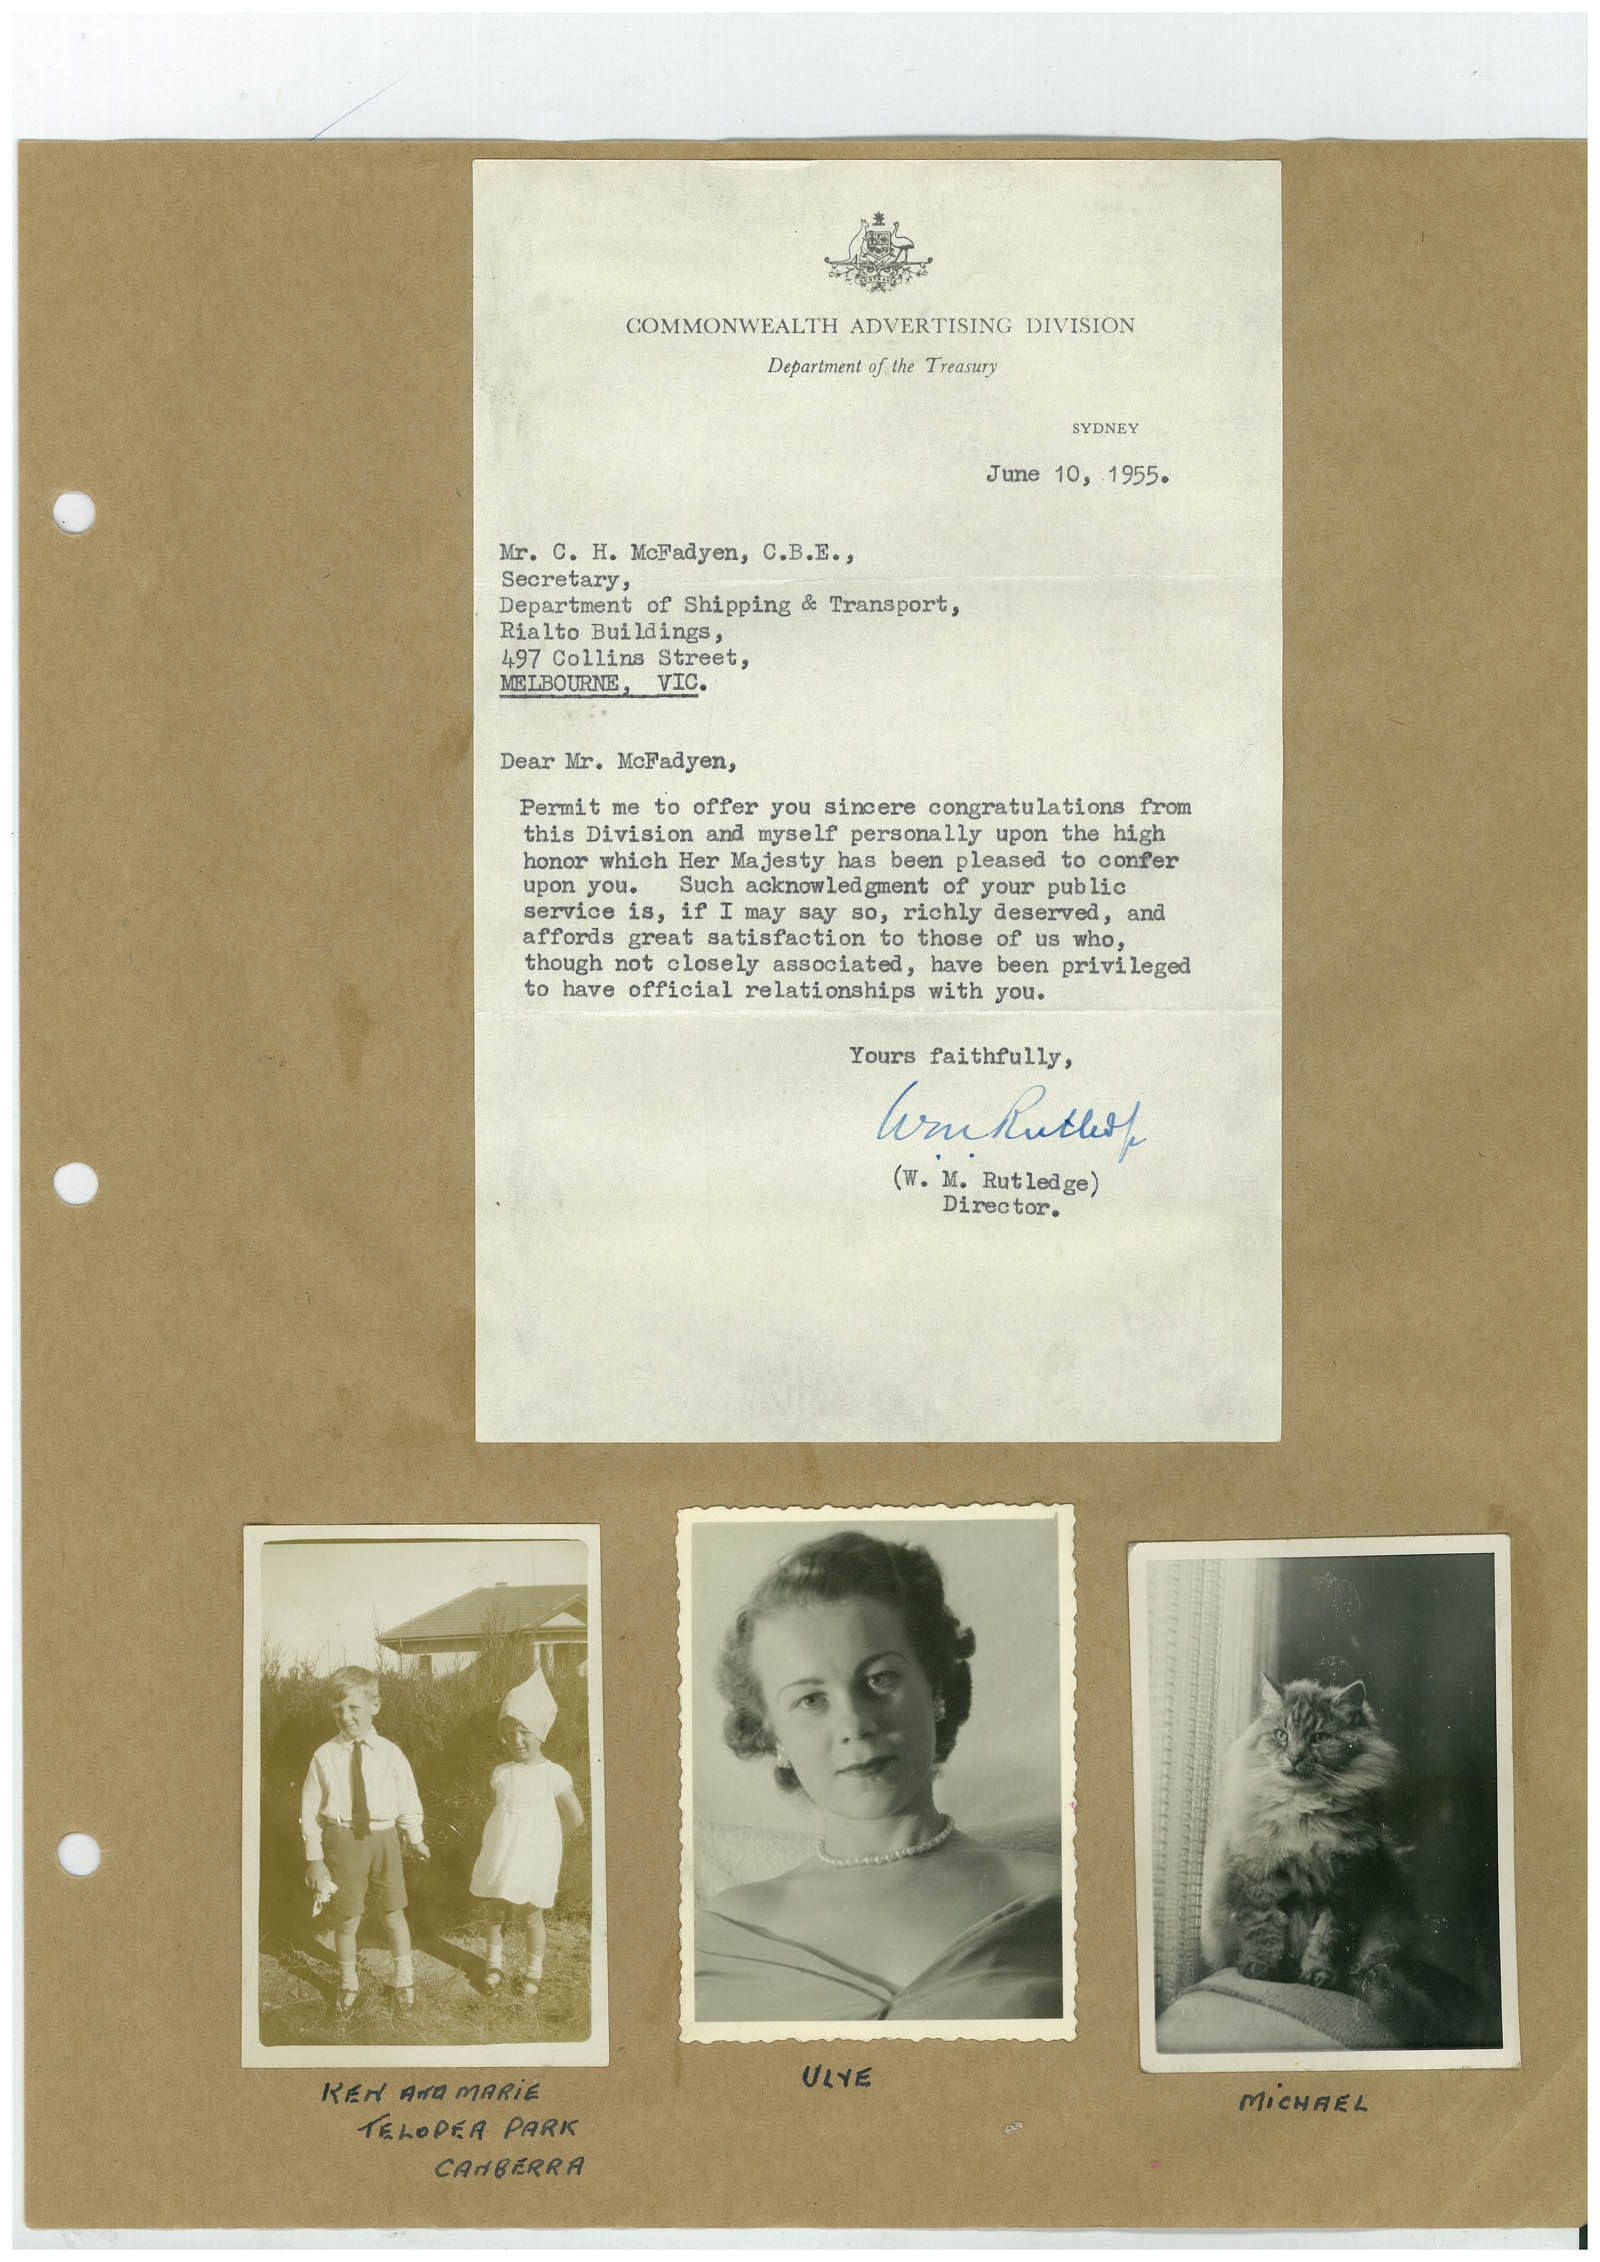 AUSTRALIA
COMMONWEALTH ADVERTISING DIVISION
Department of the Treasury
SYDNEY
June 10, 1955.
Mr. C. H. McFadyen, C.B.E.,
Secretary,
Department of Shipping & Transport,
Rialto Buildings,
497 Collins Street,
MELBOURNE, VIC.
Dear Mr. McFadyen,
Permit me to offer you sincere congratulations from
this Division and myself personally upon the high
honor which Her Majesty has been pleased to confer
upon you. Such acknowledgment of your public
service is, if I may say so, richly deserved, and
affords great satisfaction to those of us who,
though not closely associated, have been privileged
to have official relationships with you.
Yours faithfully,
Wm Rutledge
(W. M. Rutledge)
Director.
KEN AND MARIE
TELOPEA PARK
CANBERRA
ULVE
MICHAEL